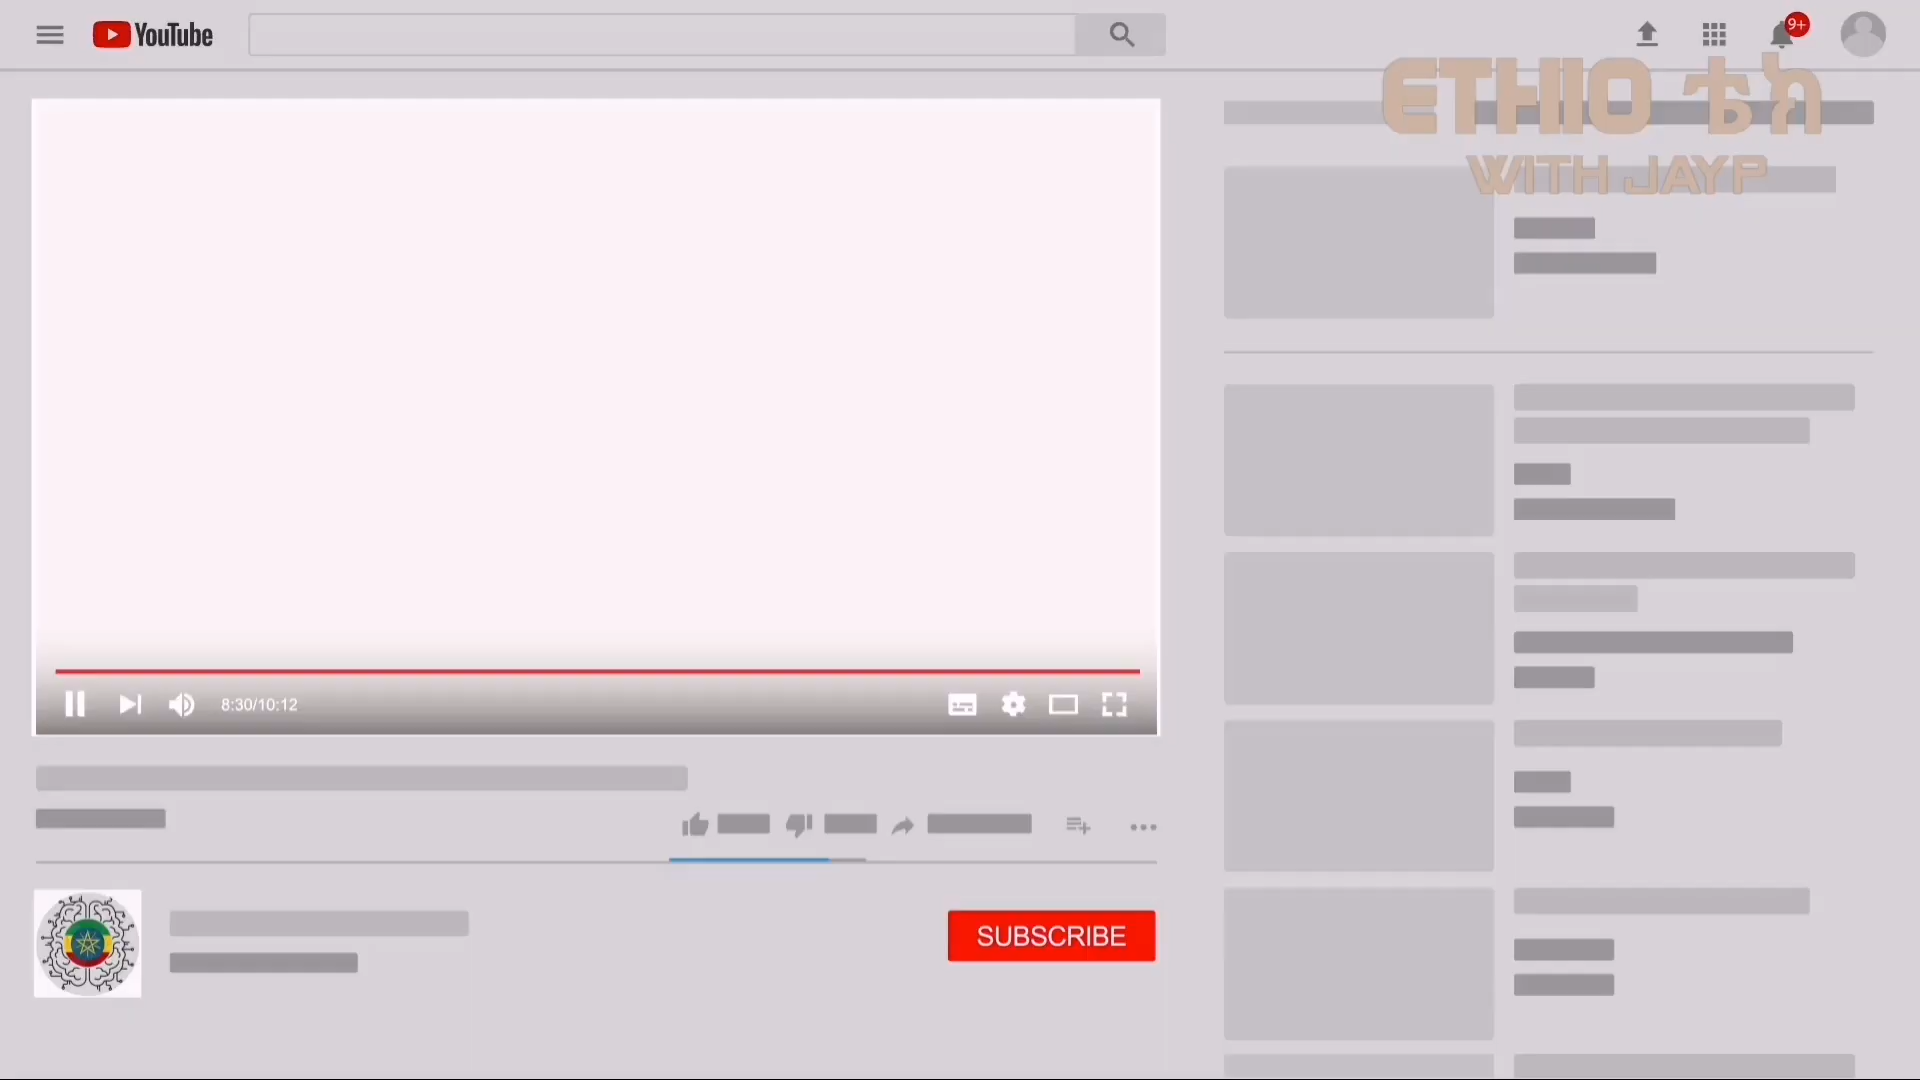 YouTube
9+
ETHIO ቴክ
WITH JAYP
8:30/10:12
SUBSCRIBE